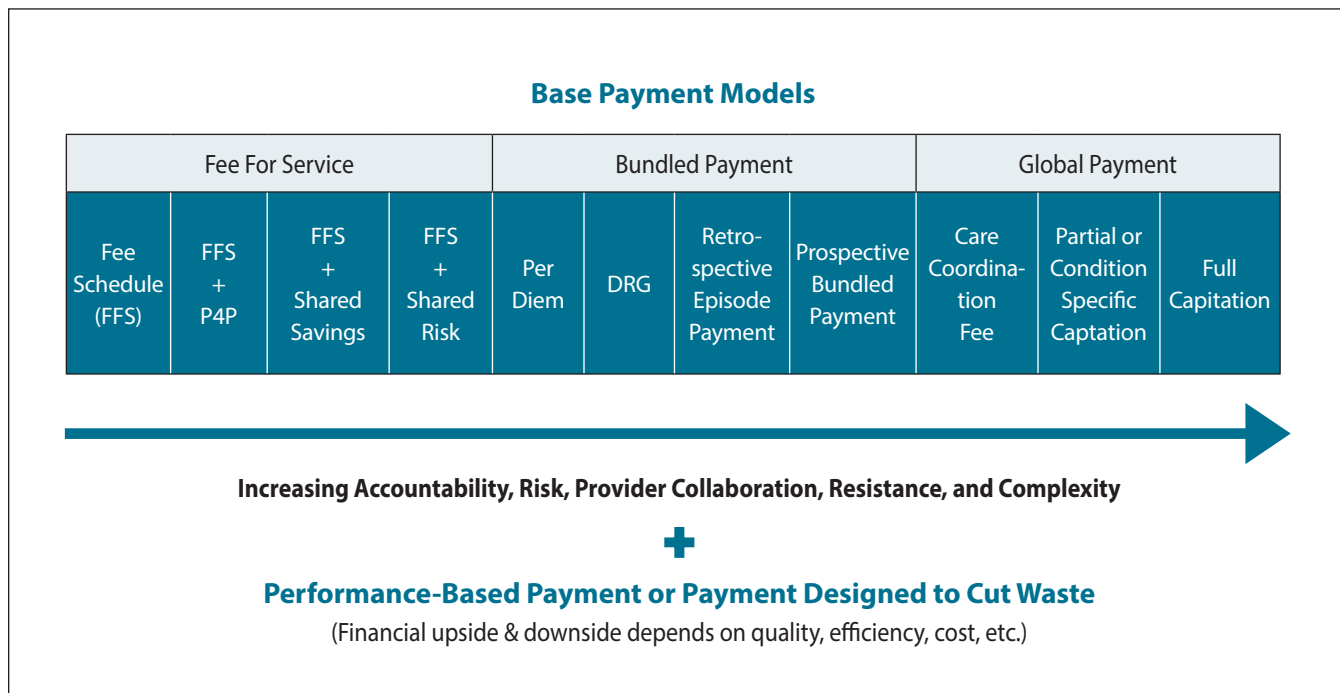 Base Payment Models
Fee For Service
Bundled Payment
Global Payment
Fee
Schedule
(FFS)
FFS
+
P4P
FFS
+
Shared
Savings
FFS
+
Shared
Risk
Per
Diem
DRG
Retro-
spective
Episode
Payment
Prospective
Bundled
Payment
Care
Coordina-
tion
Fee
Partial or
Condition
Specific
Captation
Full
Capitation
Increasing Accountability, Risk, Provider Collaboration, Resistance, and Complexity
+
Performance-Based Payment or Payment Designed to Cut Waste
(Financial upside & downside depends on quality, efficiency, cost, etc.)